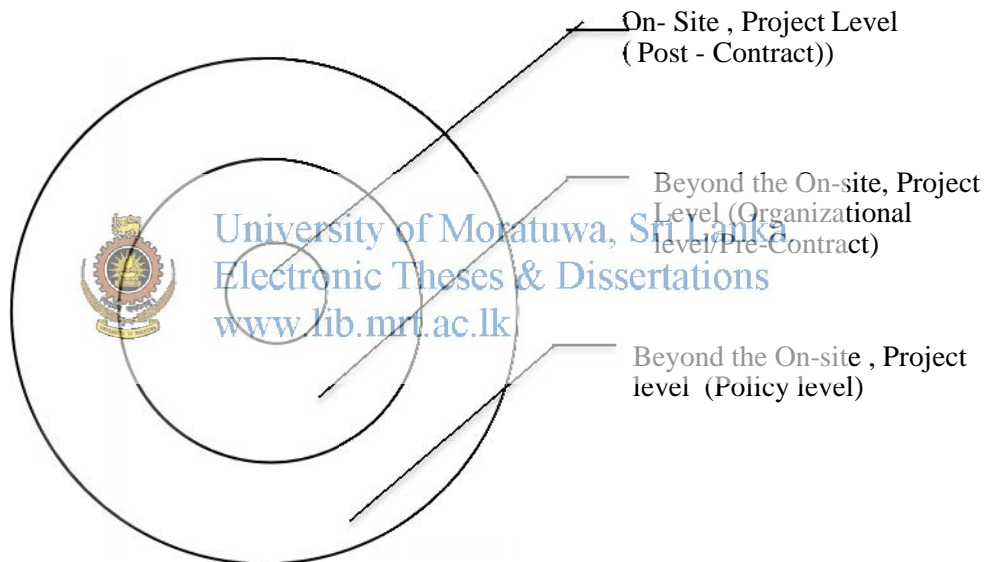 On- Site , Project Level
( Post - Contract))
Beyond the On-site, Project
Level (Organizational
level/Pre-Contract)
University of Moratuwa, Sri Lanka.
Electronic Theses & Dissertations
www.lib.mrt.ac.lk
Beyond the On-site , Project
level (Policy level)